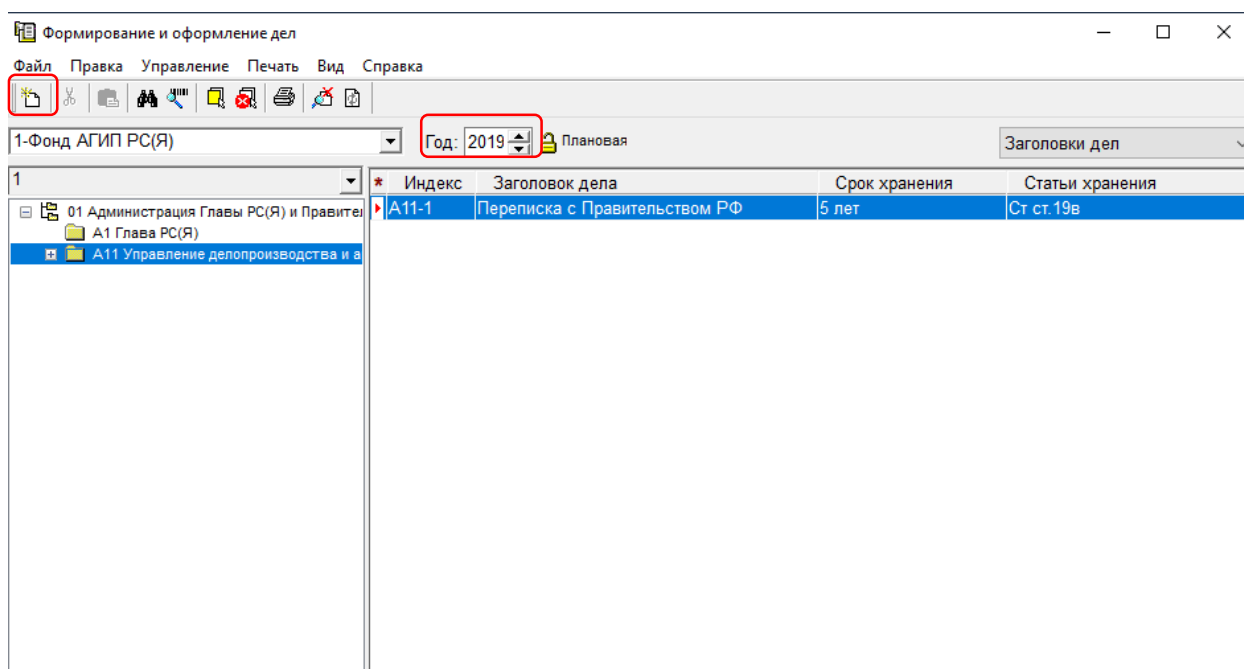 Формирование и оформление дел
Файл Правка Управление Печать Вид Справка
1-Фонд АГИП РС(Я) Год: 2019 Плановая Заголовки дел
1
* Индекс Заголовок дела Срок хранения Статьи хранения
01 Администрация Главы РС(Я) и Правител
А11-1 Переписка с Правительством РФ 5 лет Ст ст.19в
А1 Глава РС(Я)
А11 Управление делопроизводства и а